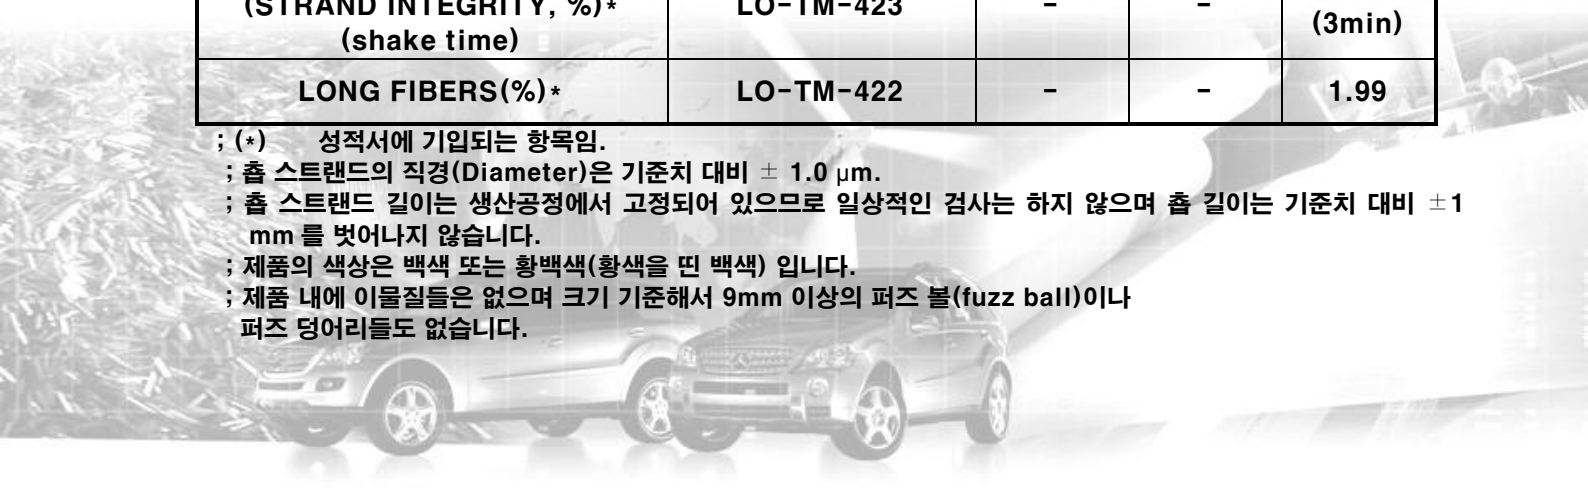 (STRAND INTEGRITY, %)* LO-TM-423 - - (3min)
(shake time)
LONG FIBERS(%)* LO-TM-422 - - 1.99
; (*) 성적서에 기입되는 항목임.
; 촙 스트랜드의 직경(Diameter)은 기준치 대비 ± 1.0 μm.
; 촙 스트랜드 길이는 생산공정에서 고정되어 있으므로 일상적인 검사는 하지 않으며 촙 길이는 기준치 대비 ±1
mm 를 벗어나지 않습니다.
; 제품의 색상은 백색 또는 황백색(황색을 띤 백색) 입니다.
; 제품 내에 이물질들은 없으며 크기 기준해서 9mm 이상의 퍼즈 볼(fuzz ball)이나
퍼즈 덩어리들도 없습니다.